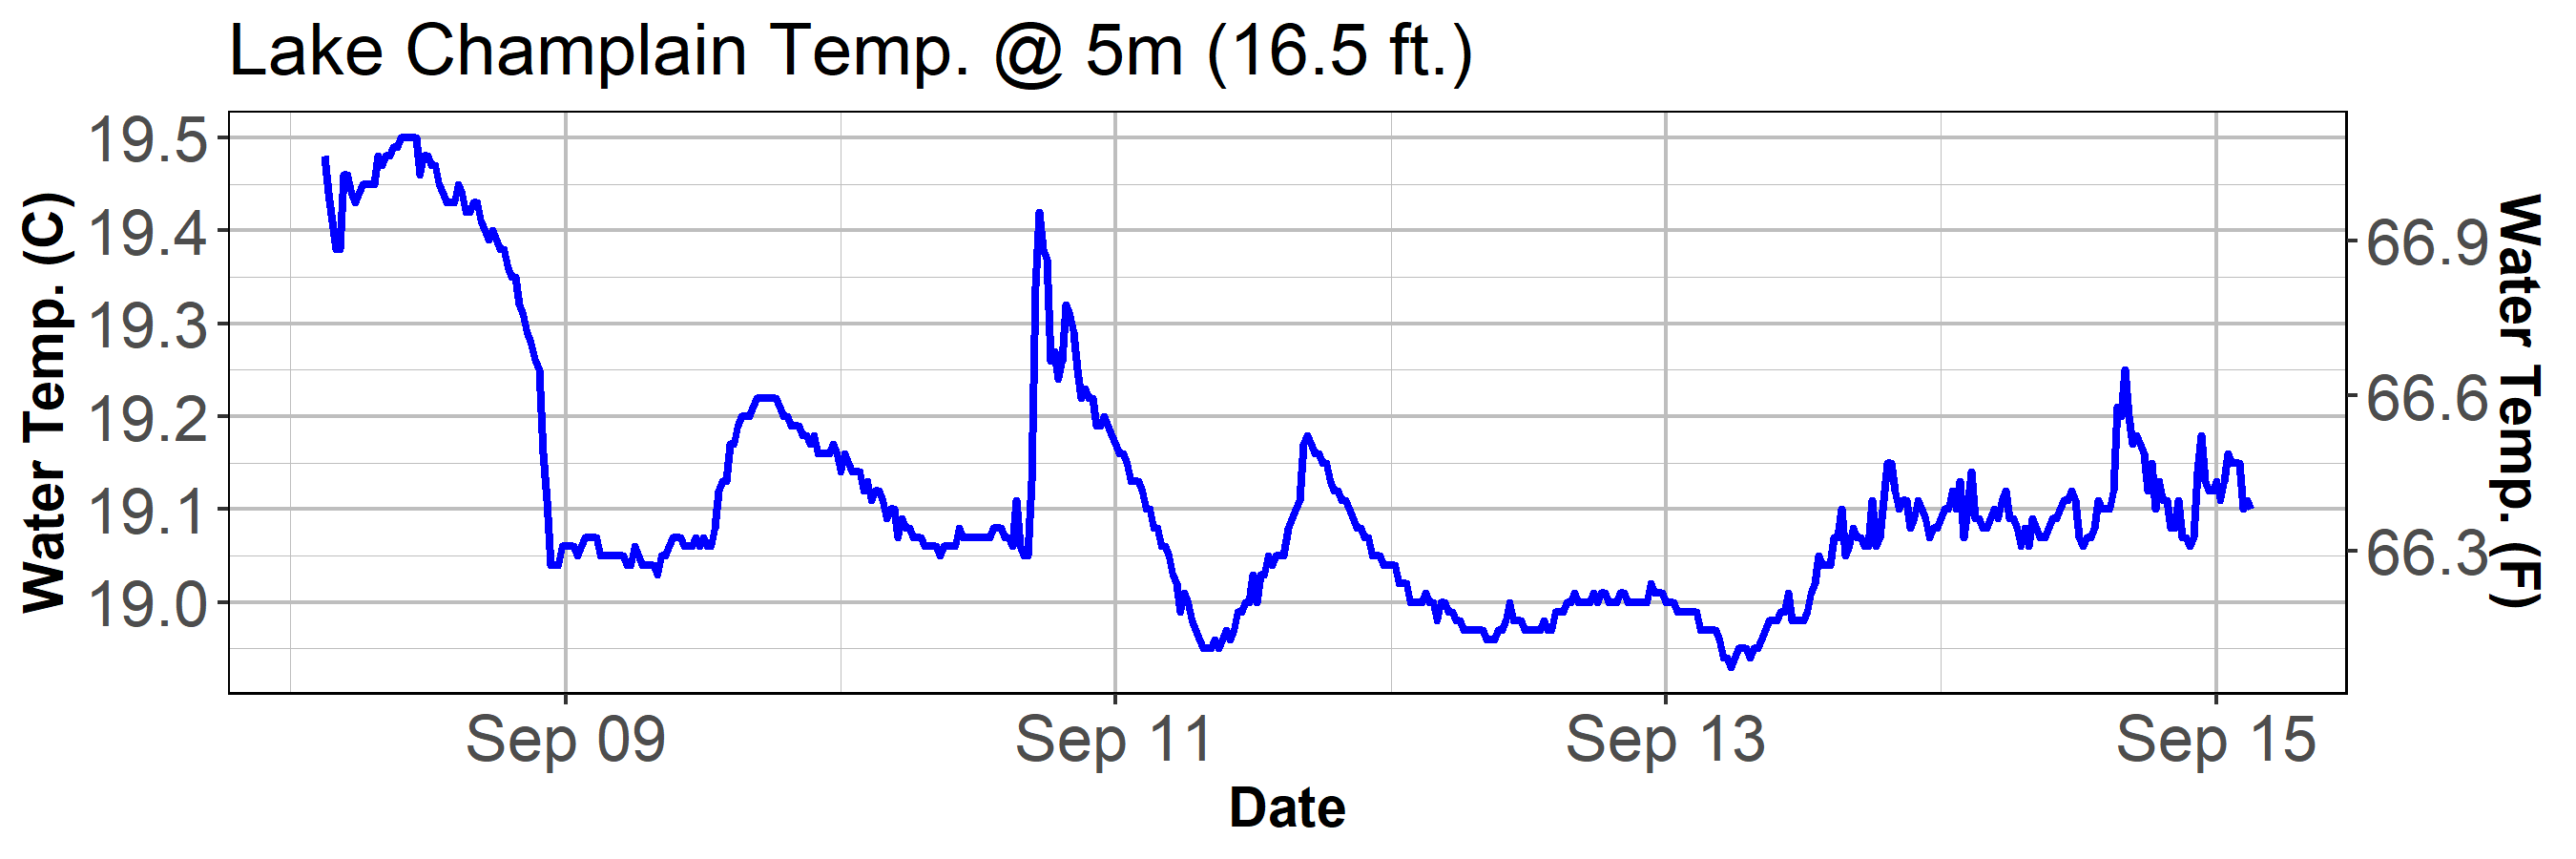 Lake Champlain Temp. @ 5m (16.5 ft.)
Water Temp. (C)
19.5
19.4
19.3
19.2
19.1
19.0
66.9
66.6
66.3
Water Temp. (F)
Sep 09
Sep 11
Sep 13
Sep 15
Date